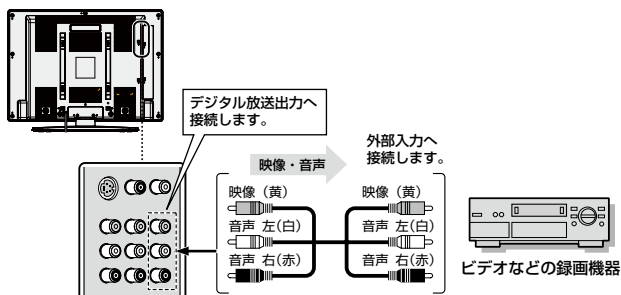 デジタル放送出力へ
接続します。
外部入力へ
接続します。
映像・音声
映像（黄）
映像（黄）
音声 左(白)
音声 左(白)
音声 右(赤)
音声 右(赤)
ビデオなどの録画機器